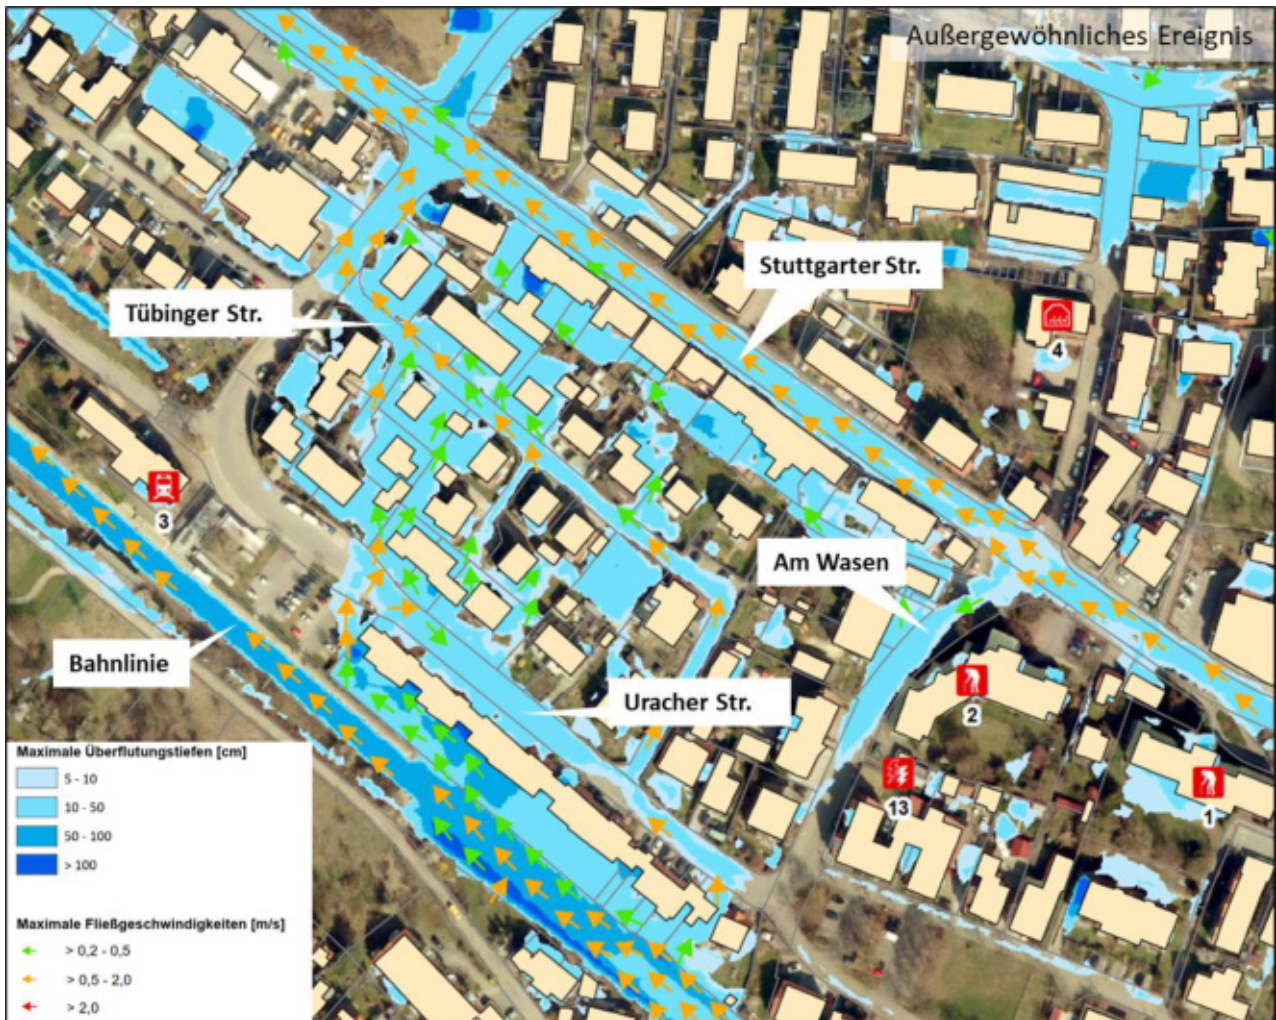 Außergewöhnliches Ereignis
Stuttgarter Str.
Tübinger Str.
4
3
Am Wasen
Bahnlinie
2
Uracher Str.
13
1
Maximale Überflutungstiefen [cm]
5 - 10
10 - 50
50 - 100
> 100
Maximale Fließgeschwindigkeiten [m/s]
> 0,2 - 0,5
> 0,5 - 2,0
> 2,0